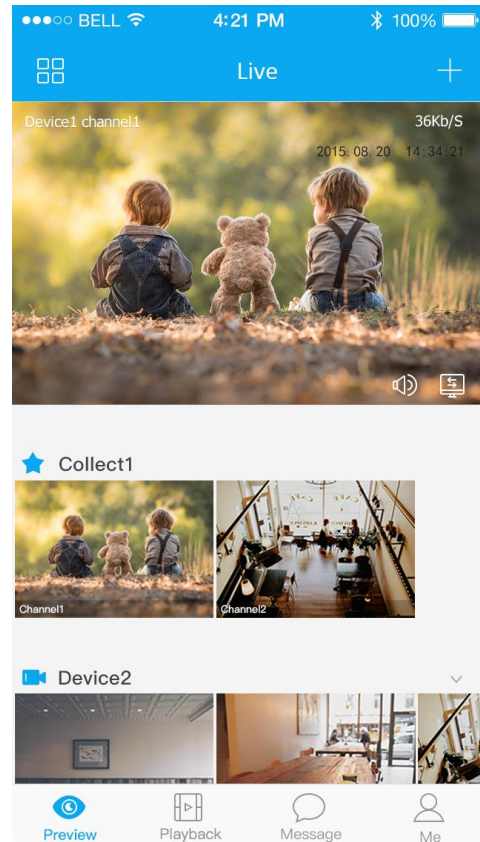 BELL 4:21 PM 100%
Live
Device1 channel1 36Kb/S
2015. 08. 20 14:34:21
Collect1
Channel1 Channel2
Device2
Preview Playback Message Me